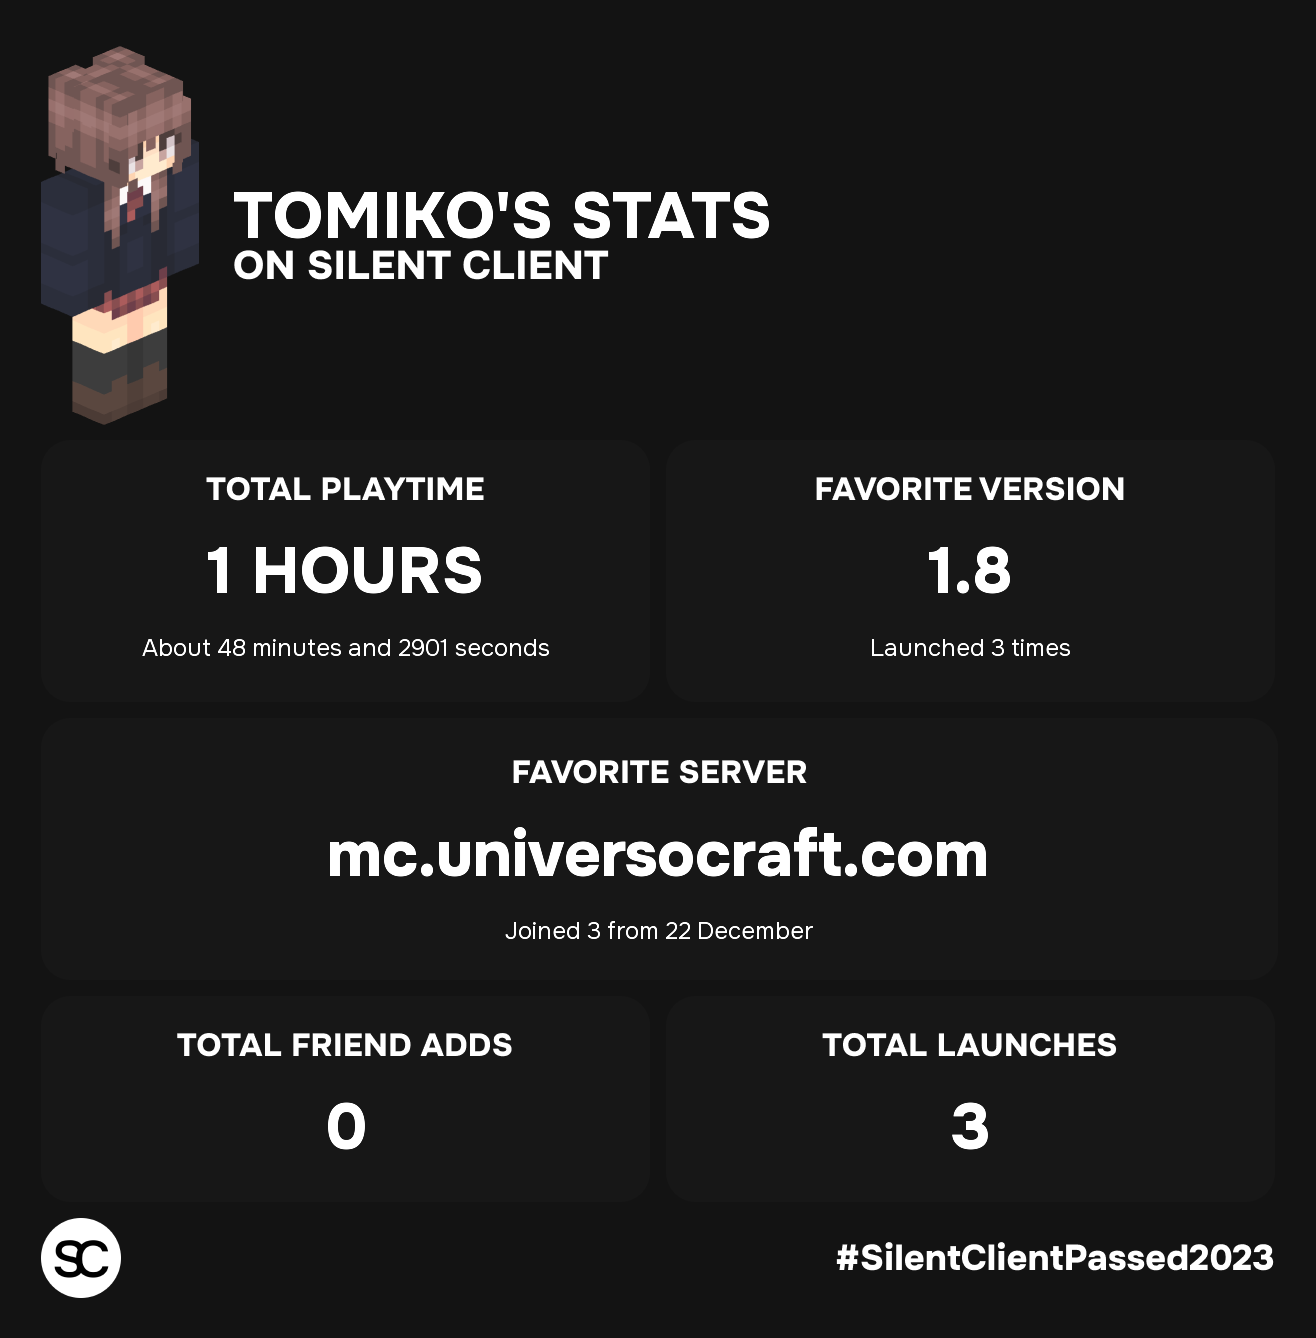 TOMIKO'S STATS
ON SILENT CLIENT
TOTAL PLAYTIME
1 HOURS
About 48 minutes and 2901 seconds
FAVORITE VERSION
1.8
Launched 3 times
FAVORITE SERVER
mc.universocraft.com
Joined 3 from 22 December
TOTAL FRIEND ADDS
0
TOTAL LAUNCHES
3
SC
#SilentClientPassed2023